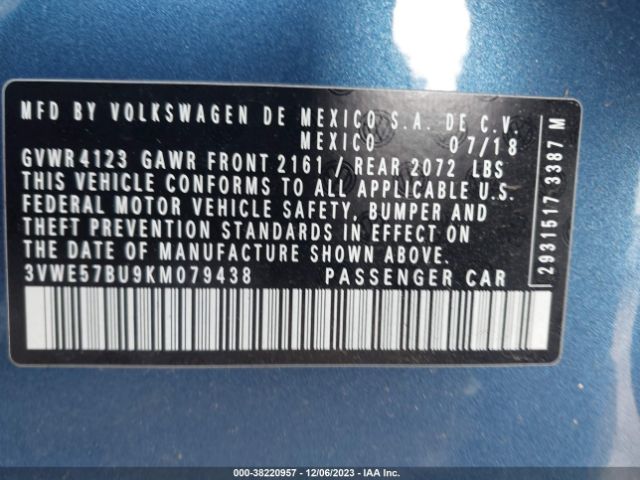 MFD BY VOLKSWAGEN DE MEXICO S.A. DE C.V.
MEXICO 07/18
GVWR 4123 GAWR FRONT 2161 / REAR 2072 LBS
THIS VEHICLE CONFORMS TO ALL APPLICABLE U.S.
FEDERAL MOTOR VEHICLE SAFETY, BUMPER AND
THEFT PREVENTION STANDARDS IN EFFECT ON
THE DATE OF MANUFACTURE SHOWN ABOVE.
3VWE57BU9KM079438 PASSENGER CAR
2931517 3387 M
000-38220957 - 12/06/2023 - IAA Inc.